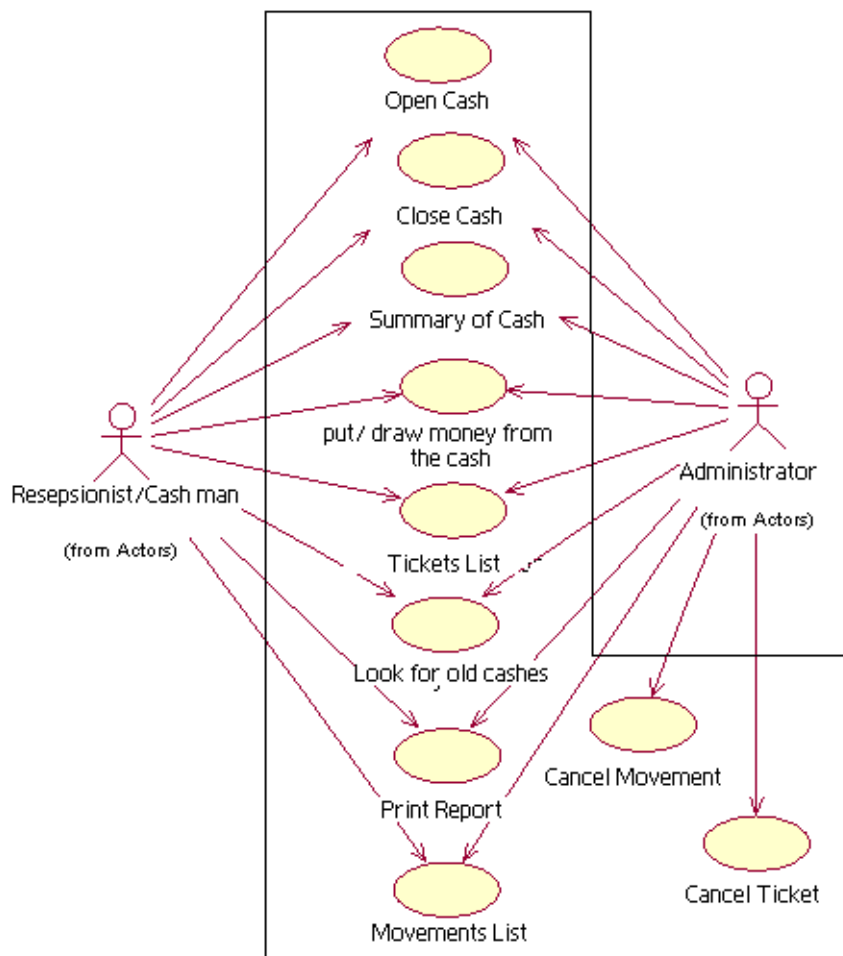 Open Cash
Close Cash
Summary of Cash
put/ draw money from
the cash
Resepsionist/Cash man
(from Actors)
Administrator
(from Actors)
Tickets List
Look for old cashes
Cancel Movement
Print Report
Cancel Ticket
Movements List